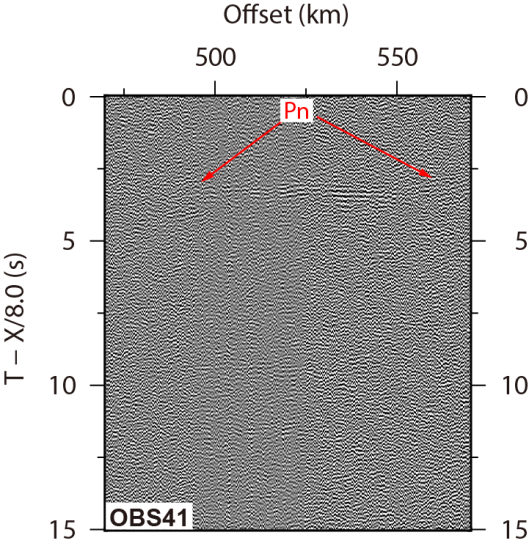 Offset (km)
500 550
0 0
Pn
5 5
T – X/8.0 (s)
10 10
OBS41
15 15